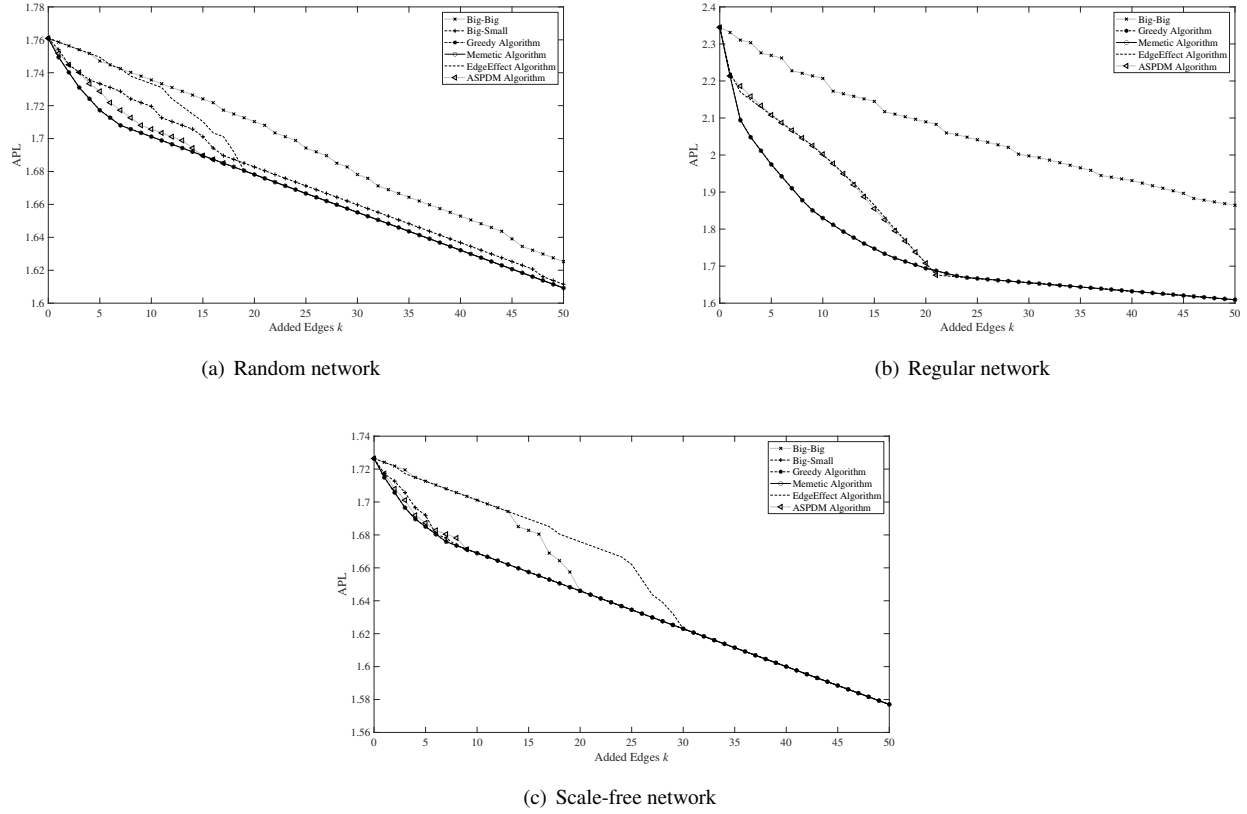 1.78
1.76
1.74
1.72
1.7
1.68
1.66
1.64
1.62
1.6
APL
0 5 10 15 20 25 30 35 40 45 50
Added Edges k
Big-Big
Big-Small
Greedy Algorithm
Memetic Algorithm
EdgeEffect Algorithm
ASPDM Algorithm
(a) Random network
2.4
2.3
2.2
2.1
2
1.9
1.8
1.7
1.6
APL
0 5 10 15 20 25 30 35 40 45 50
Added Edges k
Big-Big
Greedy Algorithm
Memetic Algorithm
EdgeEffect Algorithm
ASPDM Algorithm
(b) Regular network
1.74
1.72
1.7
1.68
1.66
1.64
1.62
1.6
1.58
1.56
APL
0 5 10 15 20 25 30 35 40 45 50
Added Edges k
Big-Big
Big-Small
Greedy Algorithm
Memetic Algorithm
EdgeEffect Algorithm
ASPDM Algorithm
(c) Scale-free network